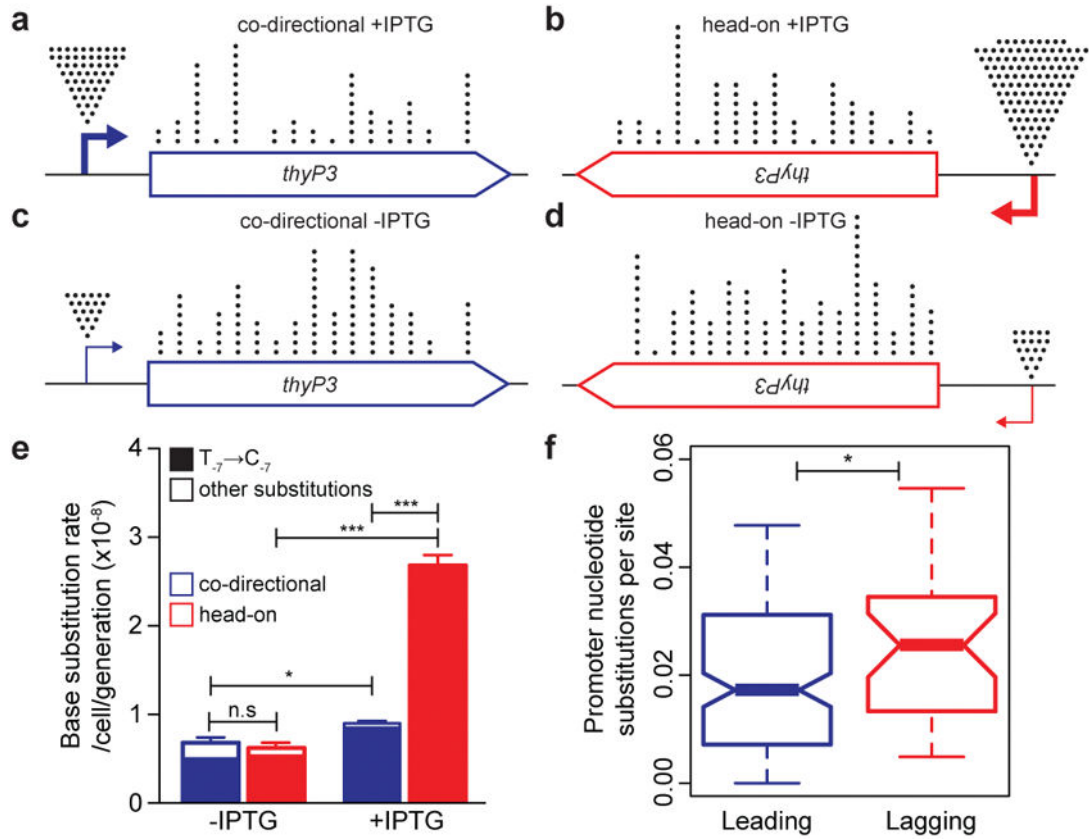 a
co-directional +IPTG
thyP3
b
head-on +IPTG
thyP3
c
co-directional -IPTG
thyP3
d
head-on -IPTG
thyP3
e
Base substitution rate
/cell/generation (x10⁻⁸)
4
3
2
1
0
T₋₇→C₋₇
other substitutions
co-directional
head-on
***
***
*
n.s
-IPTG +IPTG
f
Promoter nucleotide
substitutions per site
0.06
0.04
0.02
0.00
*
Leading Lagging